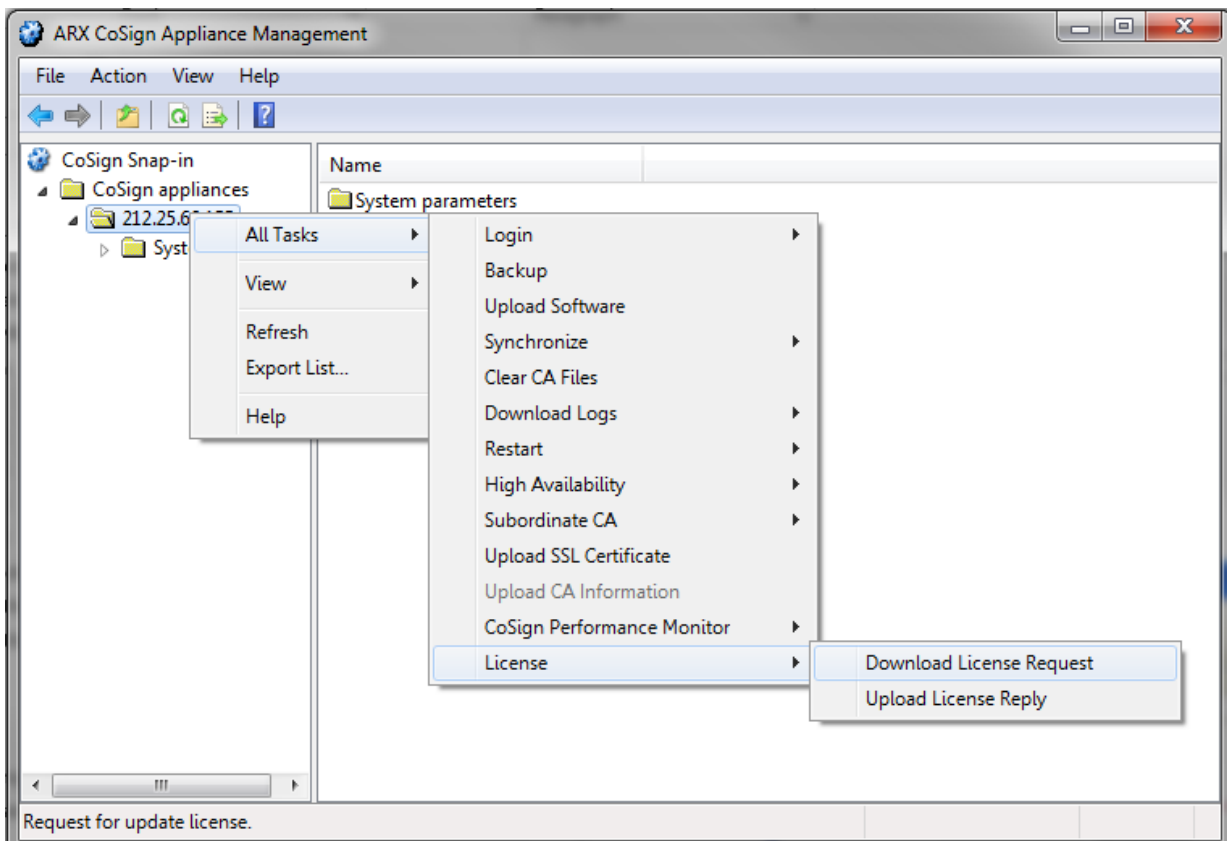 ARX CoSign Appliance Management
File Action View Help
CoSign Snap-in
CoSign appliances
Name
System parameters
All Tasks
View
Refresh
Export List...
Help
Login
Backup
Upload Software
Synchronize
Clear CA Files
Download Logs
Restart
High Availability
Subordinate CA
Upload SSL Certificate
Upload CA Information
CoSign Performance Monitor
License
Download License Request
Upload License Reply
Request for update license.